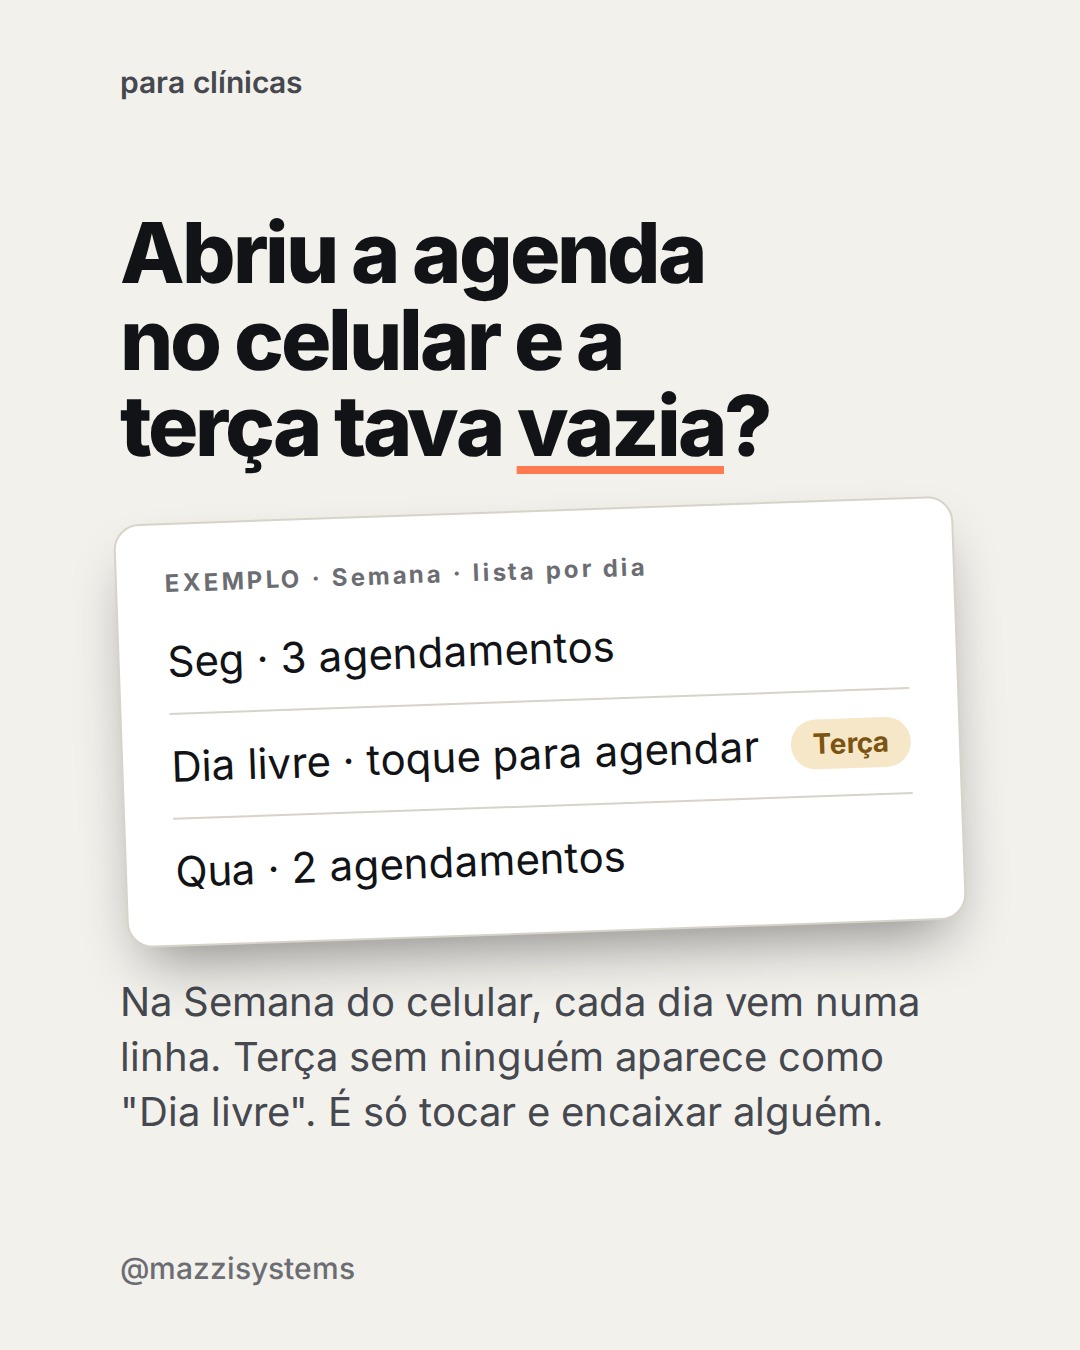 para clínicas
Abriu a agenda
no celular e a
terça tava vazia?
EXEMPLO · Semana · lista por dia
Seg · 3 agendamentos
Dia livre · toque para agendar Terça
Qua · 2 agendamentos
Na Semana do celular, cada dia vem numa
linha. Terça sem ninguém aparece como
"Dia livre". É só tocar e encaixar alguém.
@mazzisystems